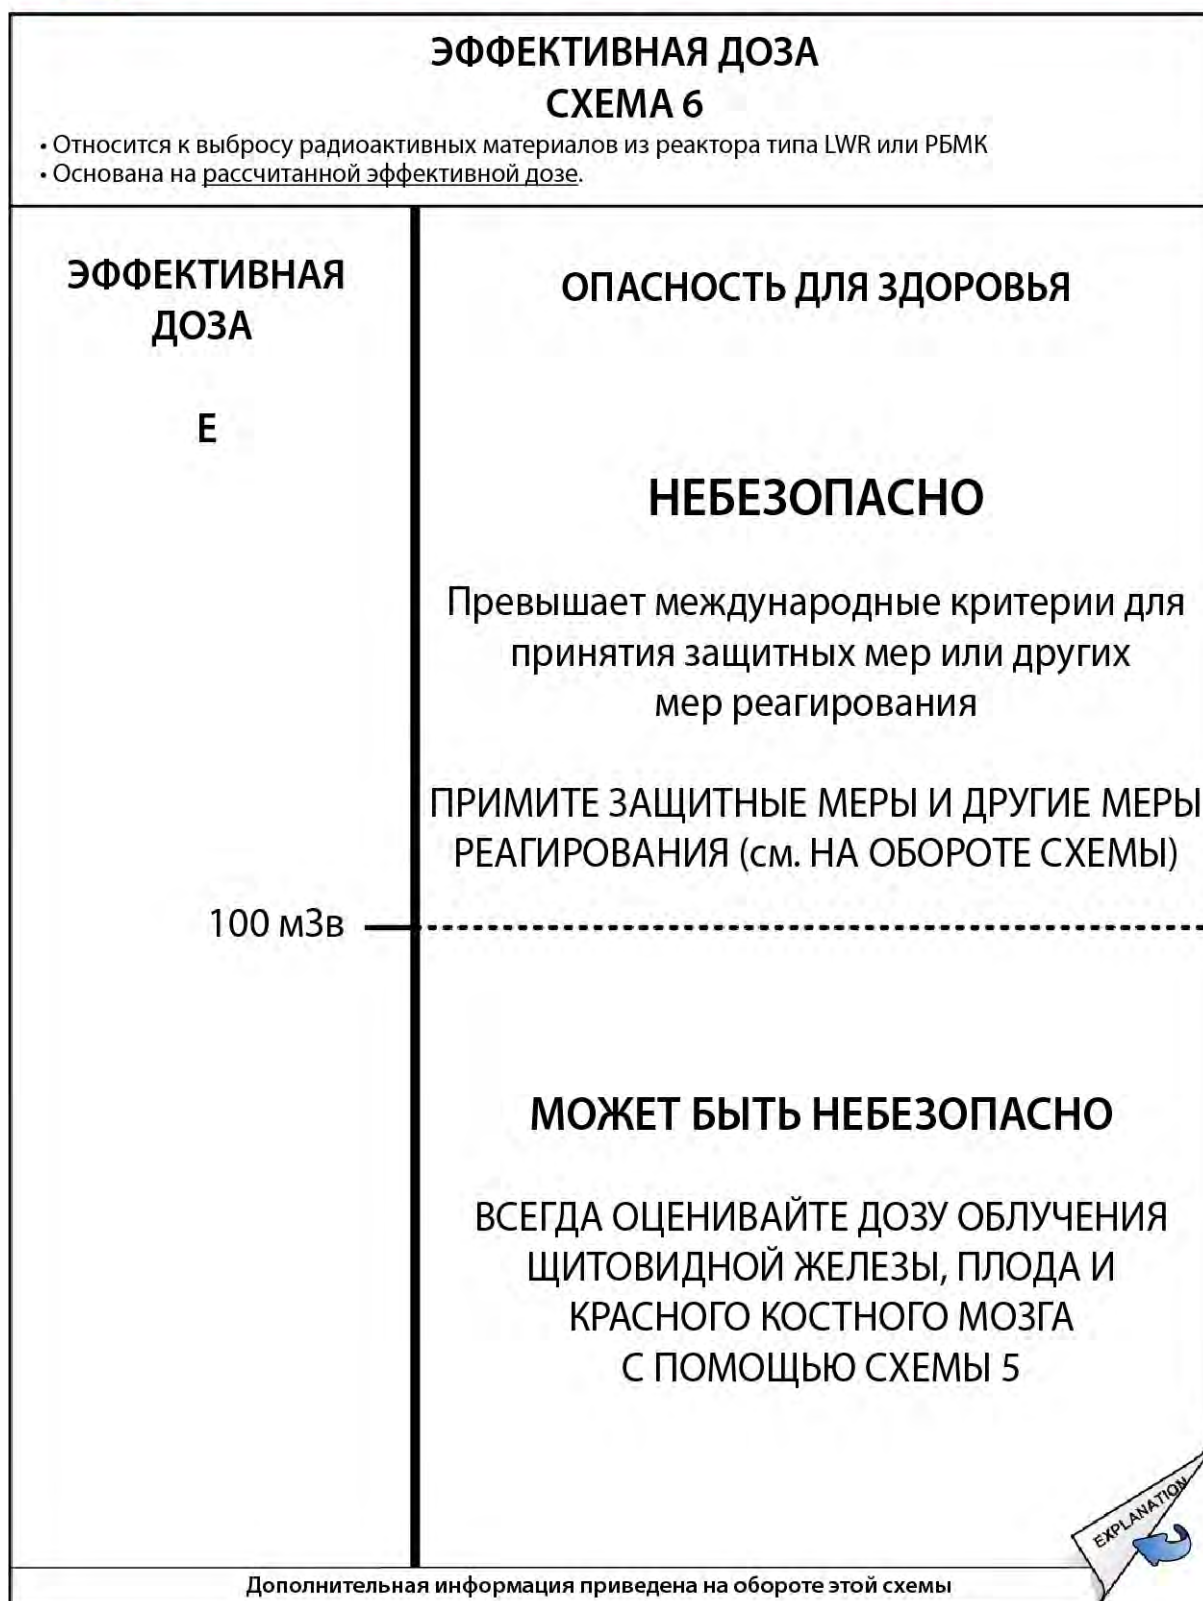 ЭФФЕКТИВНАЯ ДОЗА
СХЕМА 6
• Относится к выбросу радиоактивных материалов из реактора типа LWR или РБМК
• Основана на рассчитанной эффективной дозе.
ЭФФЕКТИВНАЯ
ДОЗА
Е
ОПАСНОСТЬ ДЛЯ ЗДОРОВЬЯ
НЕБЕЗОПАСНО
Превышает международные критерии для
принятия защитных мер или других
мер реагирования
ПРИМИТЕ ЗАЩИТНЫЕ МЕРЫ И ДРУГИЕ МЕРЫ
РЕАГИРОВАНИЯ (см. НА ОБОРОТЕ СХЕМЫ)
100 мЗв
МОЖЕТ БЫТЬ НЕБЕЗОПАСНО
ВСЕГДА ОЦЕНИВАЙТЕ ДОЗУ ОБЛУЧЕНИЯ
ЩИТОВИДНОЙ ЖЕЛЕЗЫ, ПЛОДА И
КРАСНОГО КОСТНОГО МОЗГА
С ПОМОЩЬЮ СХЕМЫ 5
EXPLANATION
Дополнительная информация приведена на обороте этой схемы